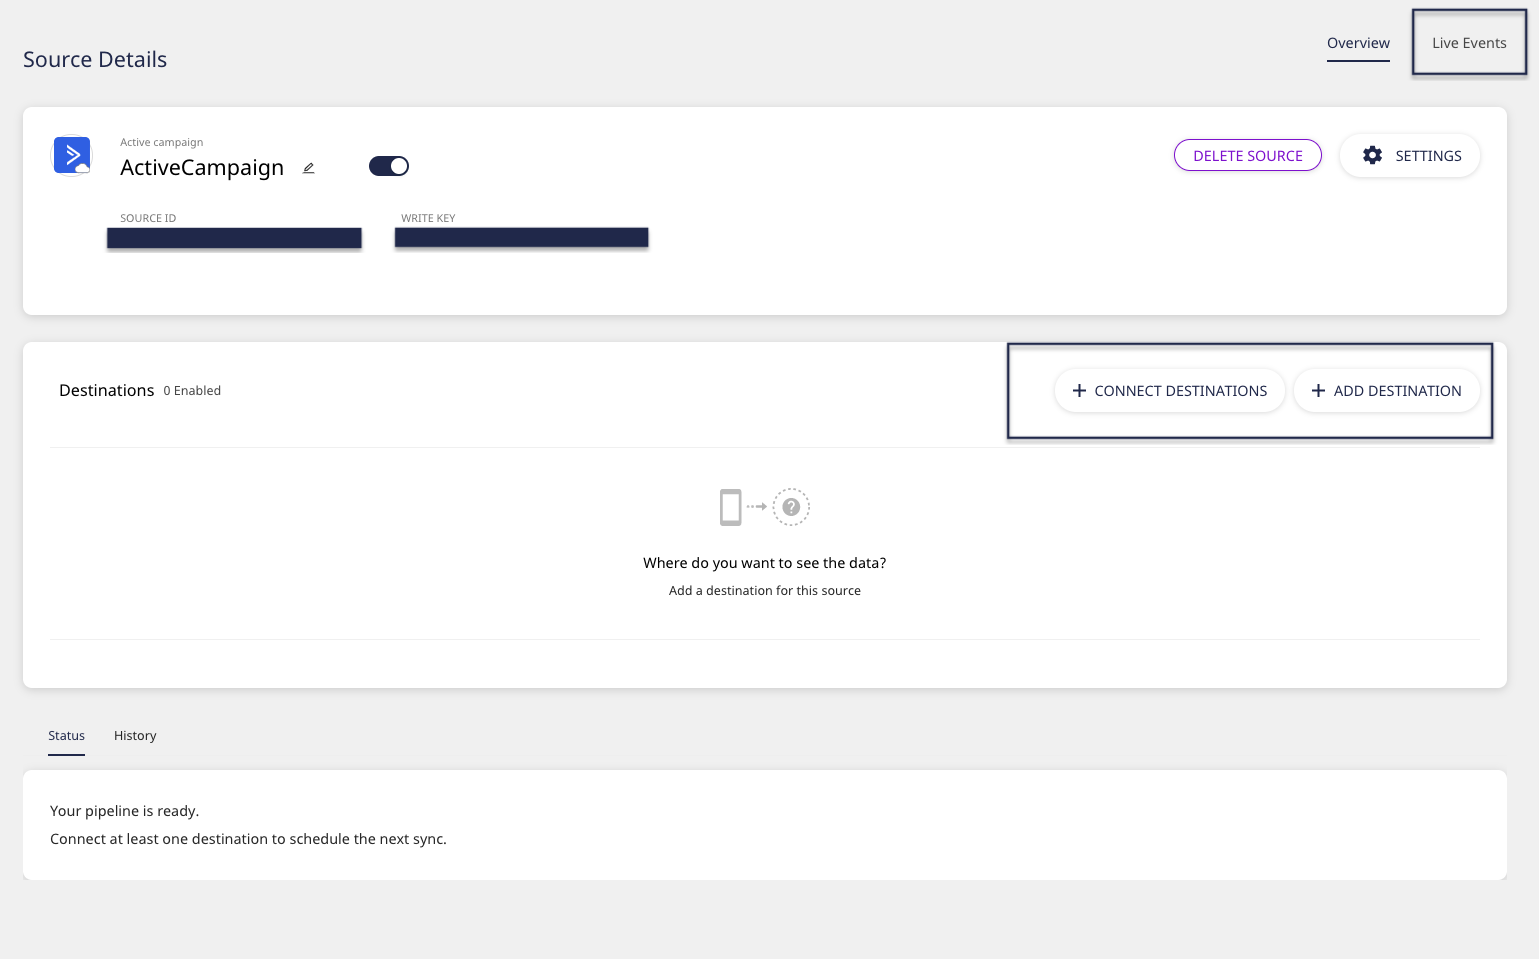 Source Details
Overview
Live Events
Active campaign
ActiveCampaign
DELETE SOURCE
SETTINGS
SOURCE ID
WRITE KEY
Destinations 0 Enabled
CONNECT DESTINATIONS
ADD DESTINATION
?
Where do you want to see the data?
Add a destination for this source
Status
History
Your pipeline is ready.
Connect at least one destination to schedule the next sync.